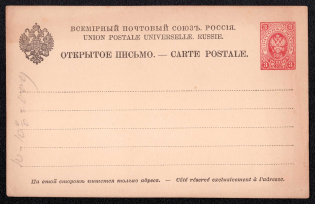 ВСЕМІРНЫЙ ПОЧТОВЫЙ СОЮЗЪ. РОССІЯ.
UNION POSTALE UNIVERSELLE. RUSSIE.
ОТКРЫТОЕ ПИСЬМО. — CARTE POSTALE.
На этой сторонѣ пишется только адресъ. — Côté réservé exclusivement à l'adresse.